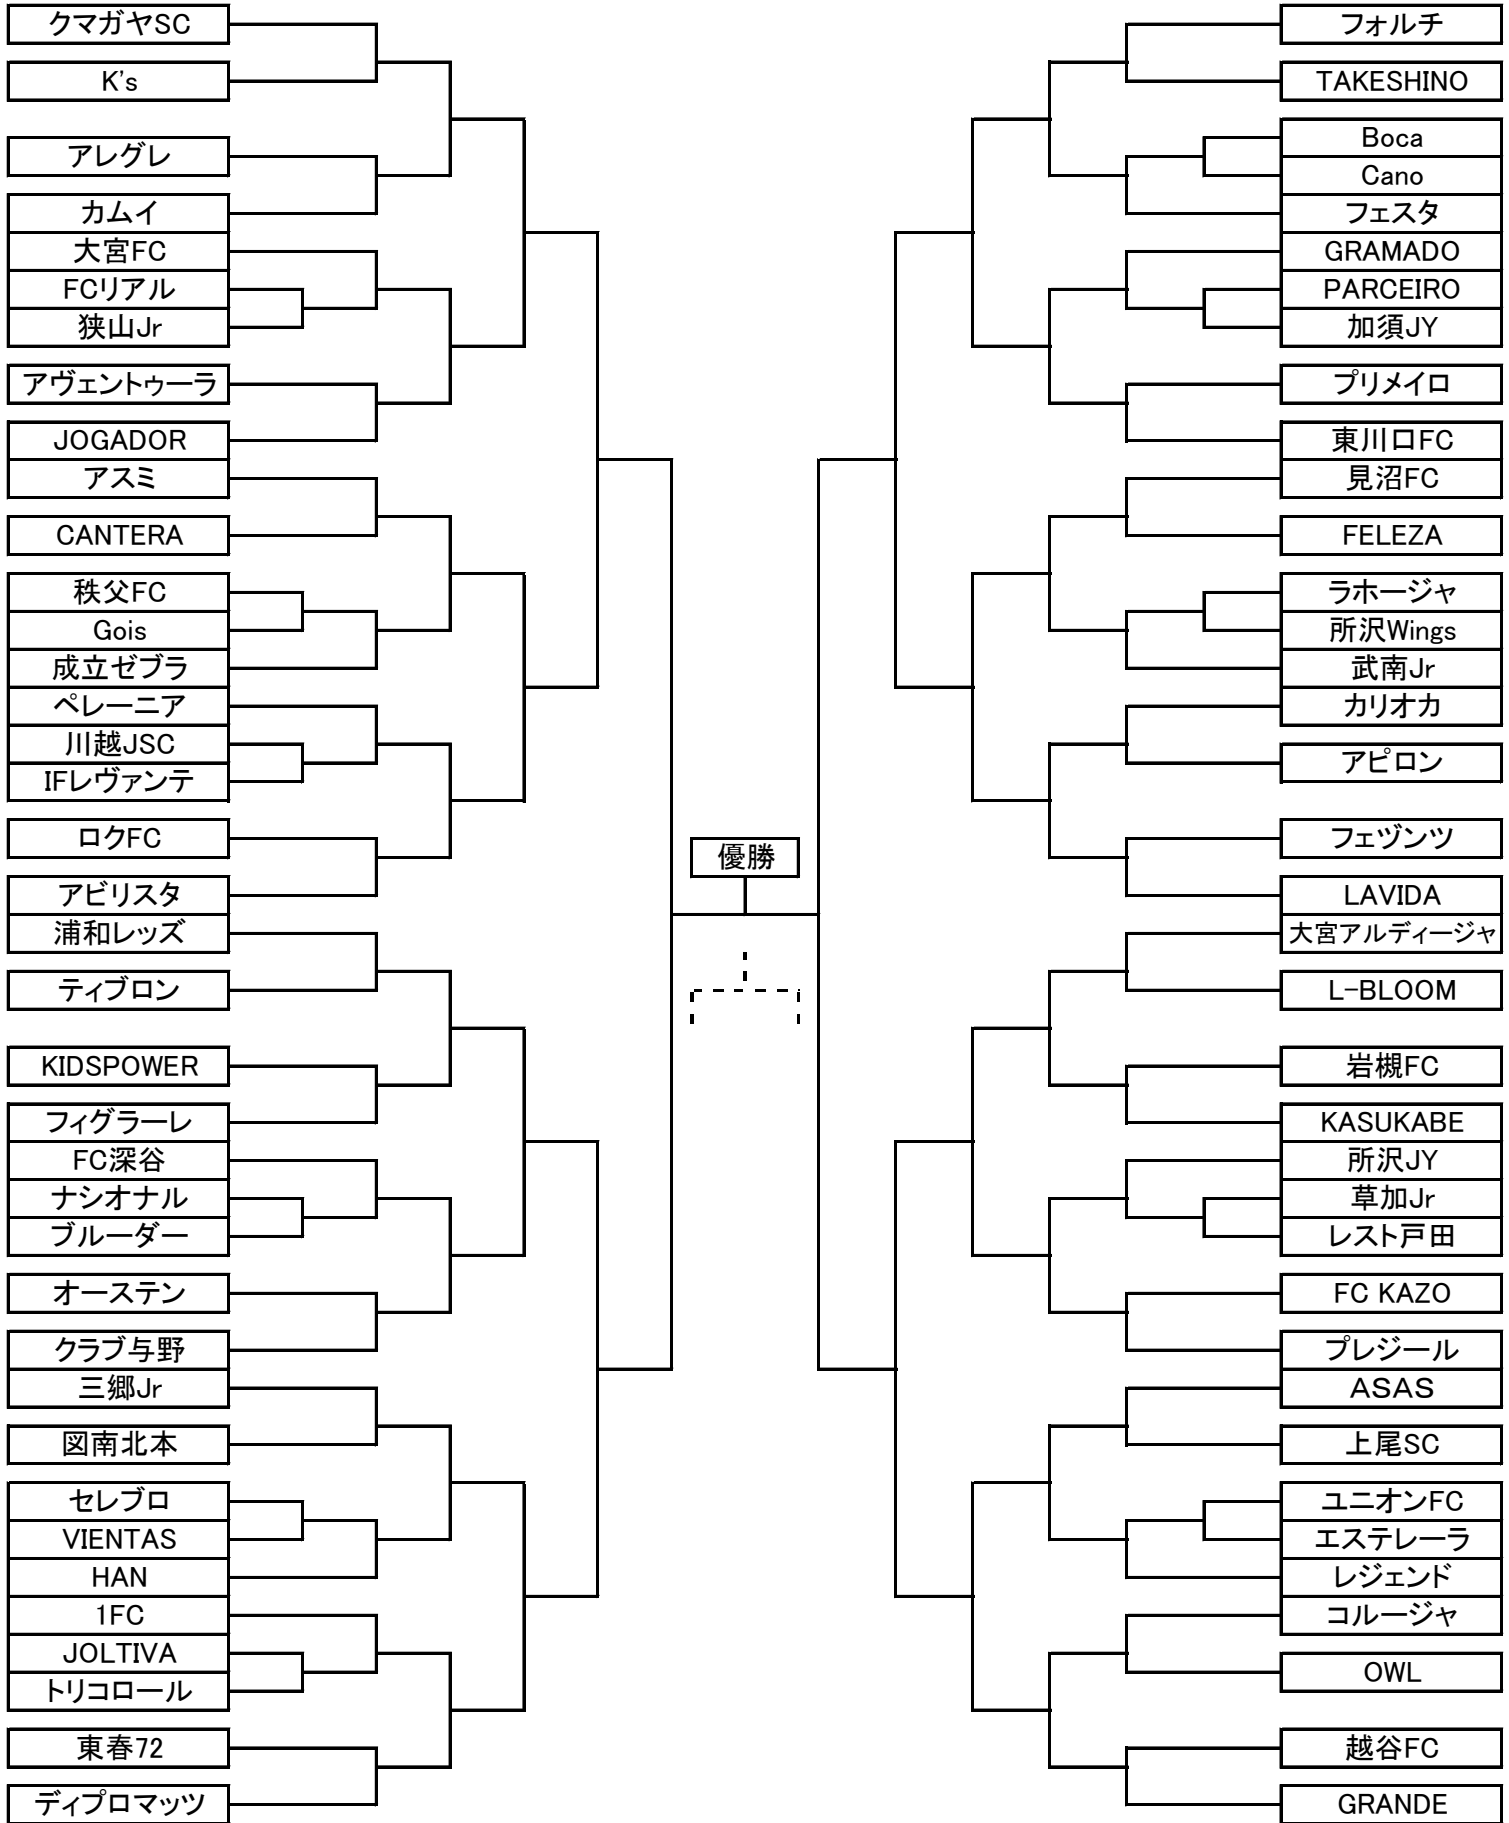 クマガヤSC
K's
アレグレ
カムイ
大宮FC
FCリアル
狭山Jr
アヴェントゥーラ
JOGADOR
アスミ
CANTERA
秩父FC
Gois
成立ゼブラ
ペレーニア
川越JSC
IFレヴァンテ
ロクFC
アビリスタ
浦和レッズ
ティブロン
KIDSPOWER
フィグラーレ
FC深谷
ナシオナル
ブルーダー
オーステン
クラブ与野
三郷Jr
図南北本
セレブロ
VIENTAS
HAN
1FC
JOLTIVA
トリコロール
東春72
ディプロマッツ
優勝
フォルチ
TAKESHINO
Boca
Cano
フェスタ
GRAMADO
PARCEIRO
加須JY
プリメイロ
東川口FC
見沼FC
FELEZA
ラホージャ
所沢Wings
武南Jr
カリオカ
アピロン
フェヅンツ
LAVIDA
大宮アルディージャ
L-BLOOM
岩槻FC
KASUKABE
所沢JY
草加Jr
レスト戸田
FC KAZO
プレジール
ASAS
上尾SC
ユニオンFC
エステレーラ
レジェンド
コルージャ
OWL
越谷FC
GRANDE